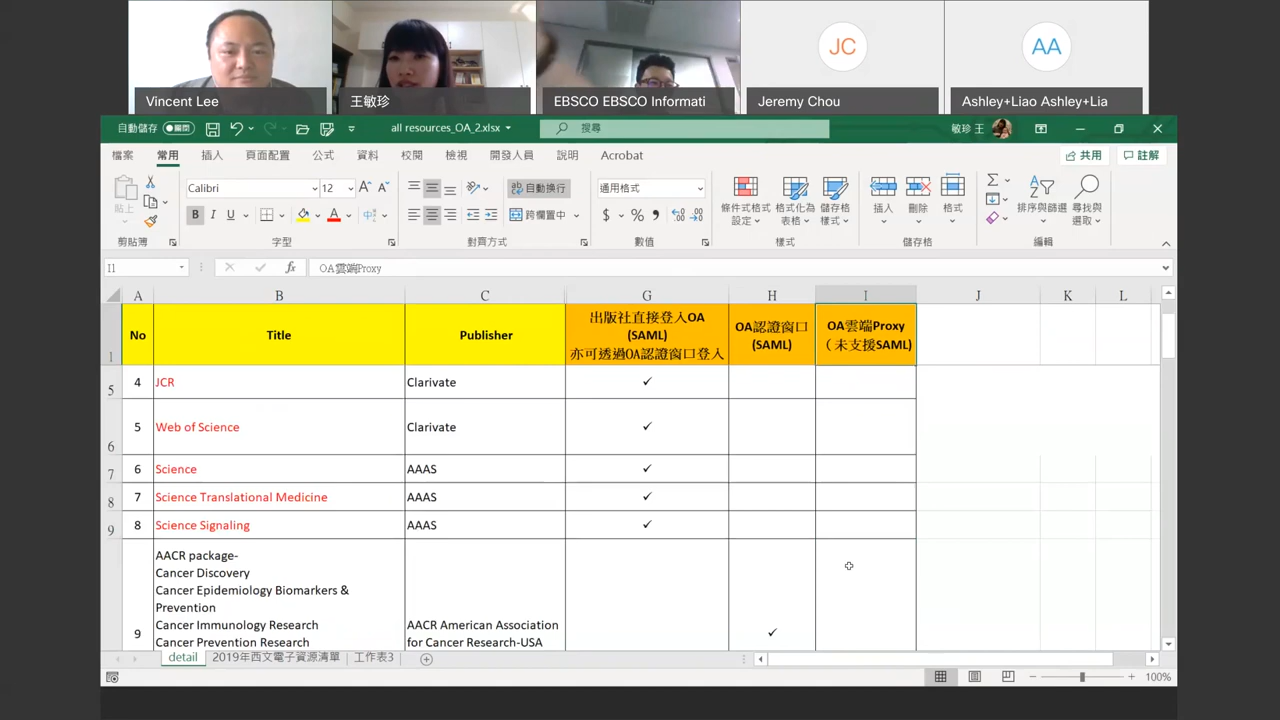 JC
AA
Vincent Lee
王敏珍
EBSCO EBSCO Informati
Jeremy Chou
Ashley+Liao Ashley+Lia
自動儲存
關閉
all resources_OA_2.xlsx
搜尋
敏珍 王
檔案
常用
插入
頁面配置
公式
資料
校閱
檢視
開發人員
說明
Acrobat
共用
註解
貼上
剪貼簿
Calibri
12
B I U
A
中
字型
自動換行
跨欄置中
對齊方式
通用格式
$ % ,
數值
條件式格式
設定
格式化為
表格
儲存格
樣式
樣式
插入
刪除
格式
儲存格
排序與篩選
尋找與
選取
編輯
I1
fx
OA雲端Proxy
A B C G H I J K L
1
No
Title
Publisher
出版社直接登入OA
(SAML)
亦可透過OA認證窗口登入
OA認證窗口
(SAML)
OA雲端Proxy
（未支援SAML)
5 4 JCR Clarivate ✓
6 5 Web of Science Clarivate ✓
7 6 Science AAAS ✓
8 7 Science Translational Medicine AAAS ✓
9 8 Science Signaling AAAS ✓
9
AACR package-
Cancer Discovery
Cancer Epidemiology Biomarkers &
Prevention
Cancer Immunology Research
Cancer Prevention Research
AACR American Association
for Cancer Research-USA
✓
detail
2019年西文電子資源清單
工作表3
100%